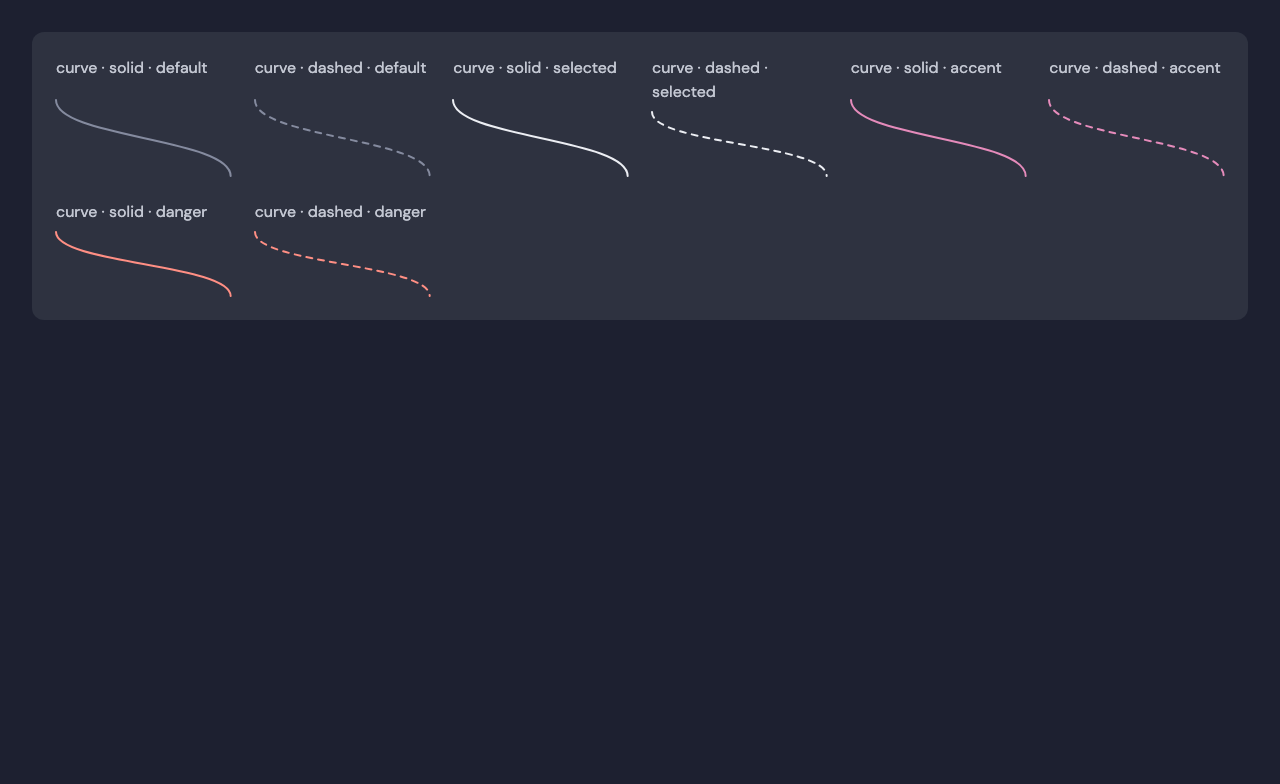 curve · solid · default
curve · dashed · default
curve · solid · selected
curve · dashed ·
selected
curve · solid · accent
curve · dashed · accent
curve · solid · danger
curve · dashed · danger